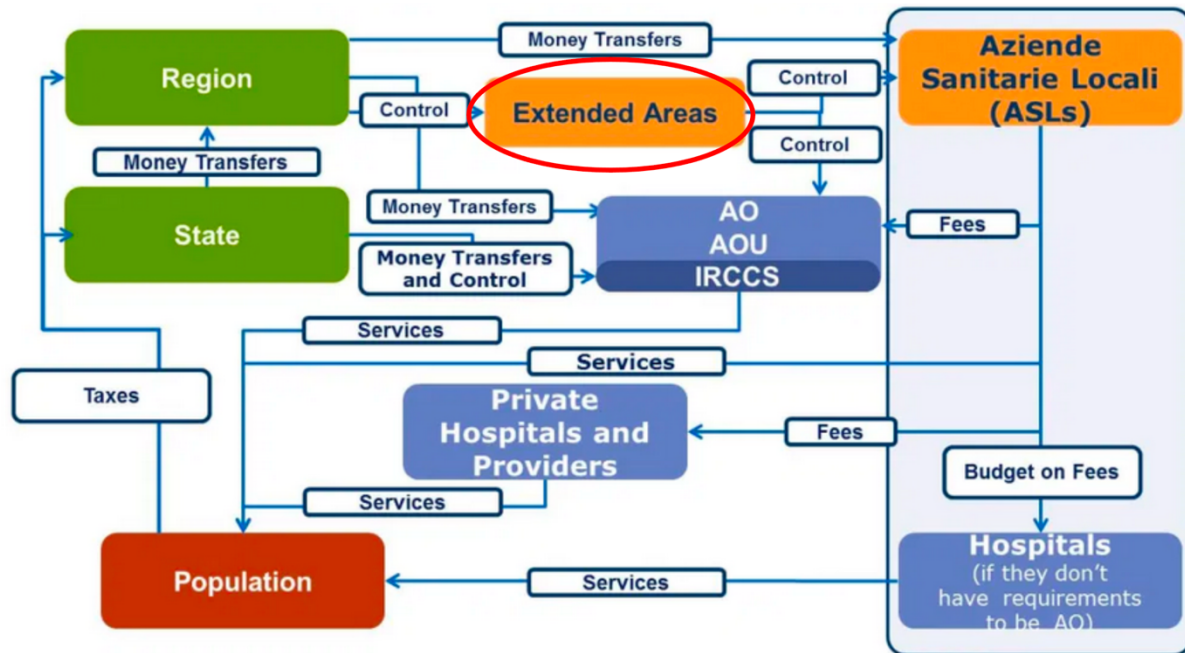 Money Transfers
Aziende
Sanitarie Locali
(ASLs)
Region
Control
Extended Areas
Control
Control
Money Transfers
State
Money Transfers
AO
AOU
IRCCS
Fees
Money Transfers
and Control
Services
Services
Taxes
Private
Hospitals and
Providers
Fees
Budget on Fees
Services
Population
Services
Hospitals
(if they don't
have requirements
to be AO)